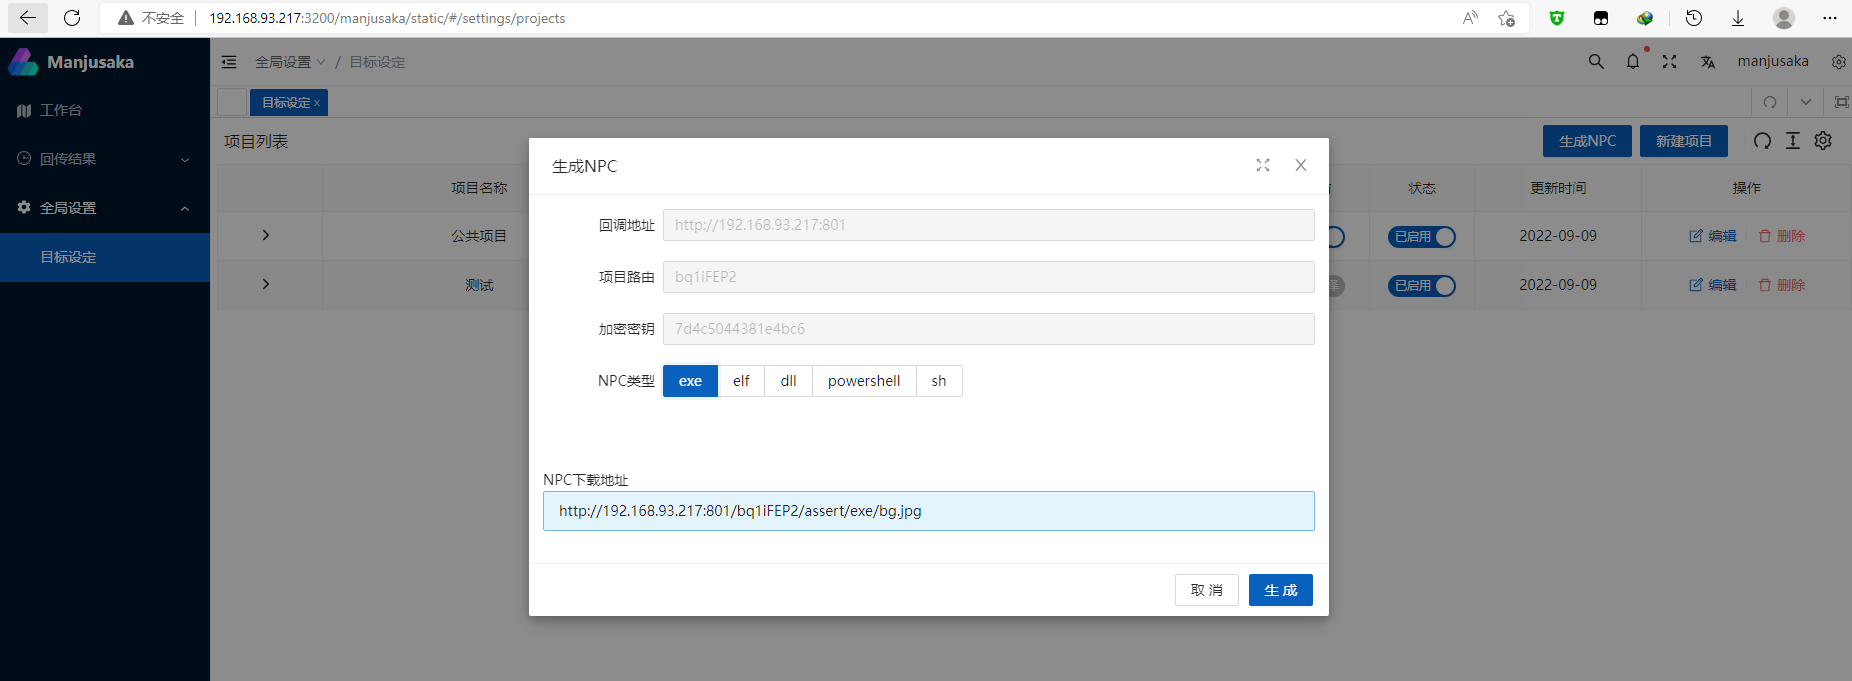 不安全 192.168.93.217:3200/manjusaka/static/#/settings/projects
Manjusaka
全局设置 / 目标设定
manjusaka
工作台
目标设定 x
回传结果
项目列表
生成NPC 新建项目
全局设置
目标设定
项目名称 状态 更新时间 操作
公共项目 已启用 2022-09-09 编辑 删除
测试 已启用 2022-09-09 编辑 删除
生成NPC
回调地址 http://192.168.93.217:801
项目路由 bq1iFEP2
加密密钥 7d4c5044381e4bc6
NPC类型 exe elf dll powershell sh
NPC下载地址
http://192.168.93.217:801/bq1iFEP2/assert/exe/bg.jpg
取消 生成